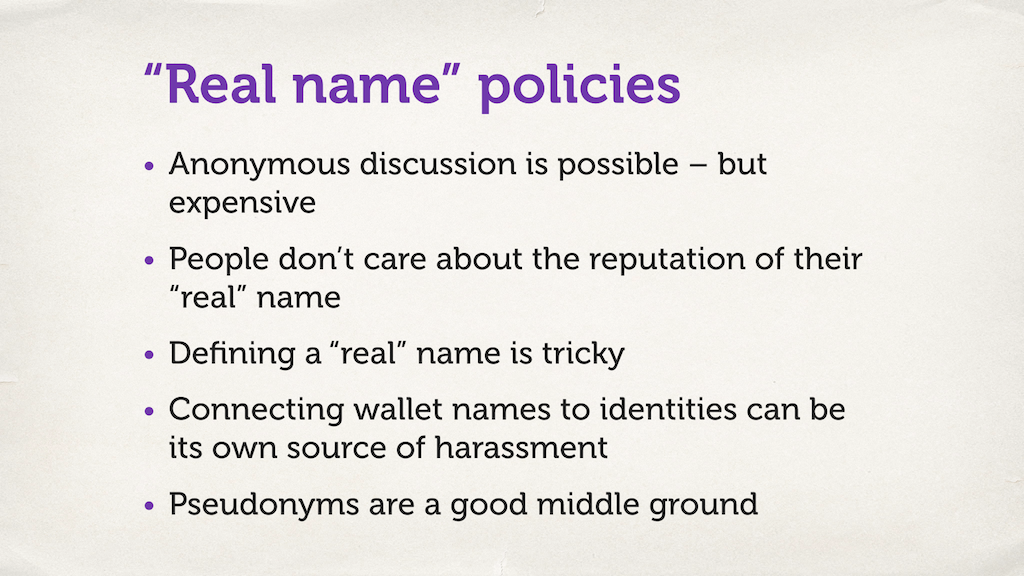 “Real name” policies
• Anonymous discussion is possible – but
expensive
• People don’t care about the reputation of their
“real” name
• Defining a “real” name is tricky
• Connecting wallet names to identities can be
its own source of harassment
• Pseudonyms are a good middle ground